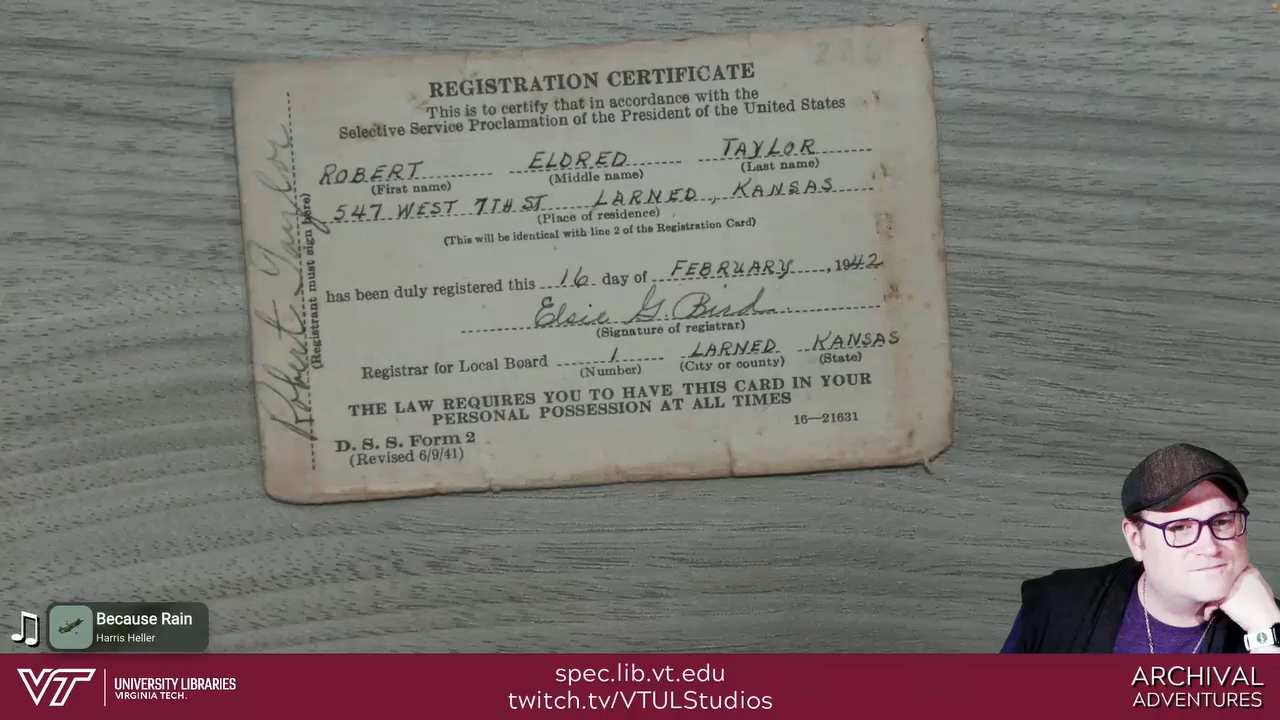 226
REGISTRATION CERTIFICATE
This is to certify that in accordance with the
Selective Service Proclamation of the President of the United States
ROBERT ELDRED TAYLOR
(First name) (Middle name) (Last name)
547 WEST 7TH ST LARNED, KANSAS
(Place of residence)
(This will be identical with line 2 of the Registration Card)
has been duly registered this 16 day of FEBRUARY, 1942
Elsie G. Bird
(Signature of registrar)
Registrar for Local Board 1 LARNED KANSAS
(Number) (City or county) (State)
THE LAW REQUIRES YOU TO HAVE THIS CARD IN YOUR
PERSONAL POSSESSION AT ALL TIMES
D. S. S. Form 2
(Revised 6/9/41)
16—21631
Robert Taylor
(Registrant must sign here)
Because Rain
Harris Heller
VT UNIVERSITY LIBRARIES
VIRGINIA TECH.
spec.lib.vt.edu
twitch.tv/VTULStudios
ARCHIVAL
ADVENTURES